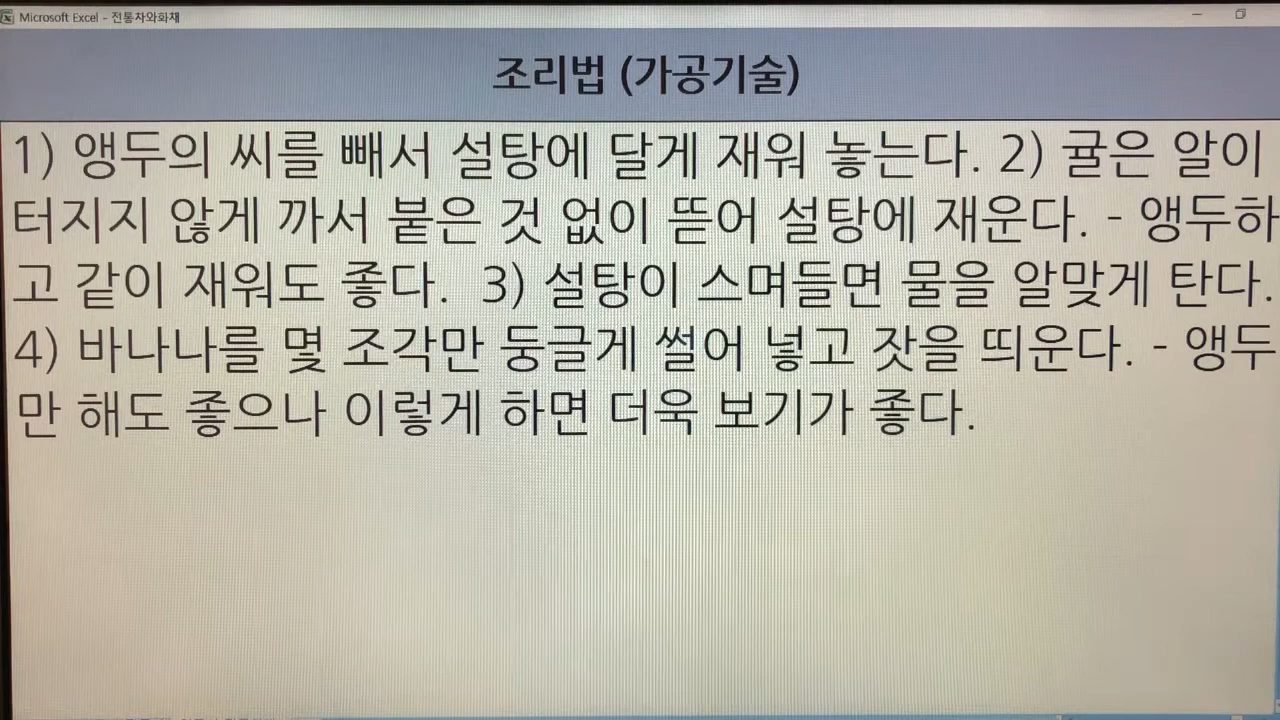 Microsoft Excel - 전통자와화채
조리법 (가공기술)
1) 앵두의 씨를 빼서 설탕에 달게 재워 놓는다. 2) 귤은 알이
터지지 않게 까서 붙은 것 없이 뜯어 설탕에 재운다. - 앵두하
고 같이 재워도 좋다. 3) 설탕이 스며들면 물을 알맞게 탄다.
4) 바나나를 몇 조각만 둥글게 썰어 넣고 잣을 띄운다. - 앵두
만 해도 좋으나 이렇게 하면 더욱 보기가 좋다.